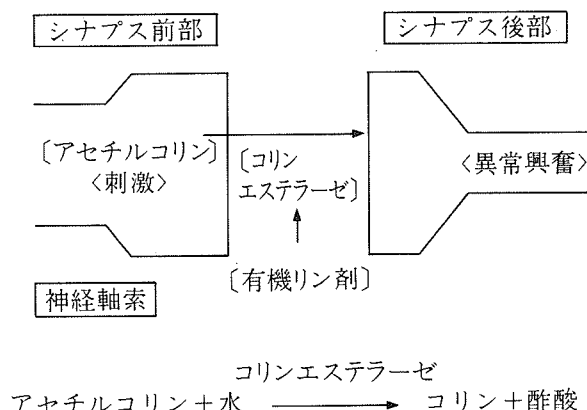 シナプス前部
シナプス後部
〔アセチルコリン〕
〈刺激〉
〔コリン
エステラーゼ〕
〈異常興奮〉
〔有機リン剤〕
神経軸索
コリンエステラーゼ
アセチルコリン+水 → コリン+酢酸